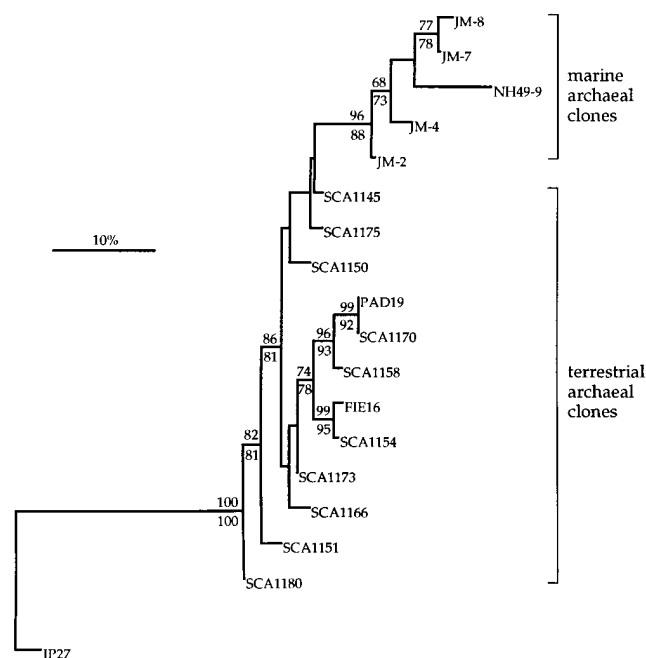 JM-8
77
78
JM-7
NH49-9
68
73
JM-4
96
88
JM-2
marine
archaeal
clones
SCA1145
SCA1175
10%
SCA1150
PAD19
99
92
SCA1170
96
93
SCA1158
86
81
74
78
FIE16
99
95
SCA1154
terrestrial
archaeal
clones
82
81
SCA1173
100
100
SCA1166
SCA1151
SCA1180
JP27